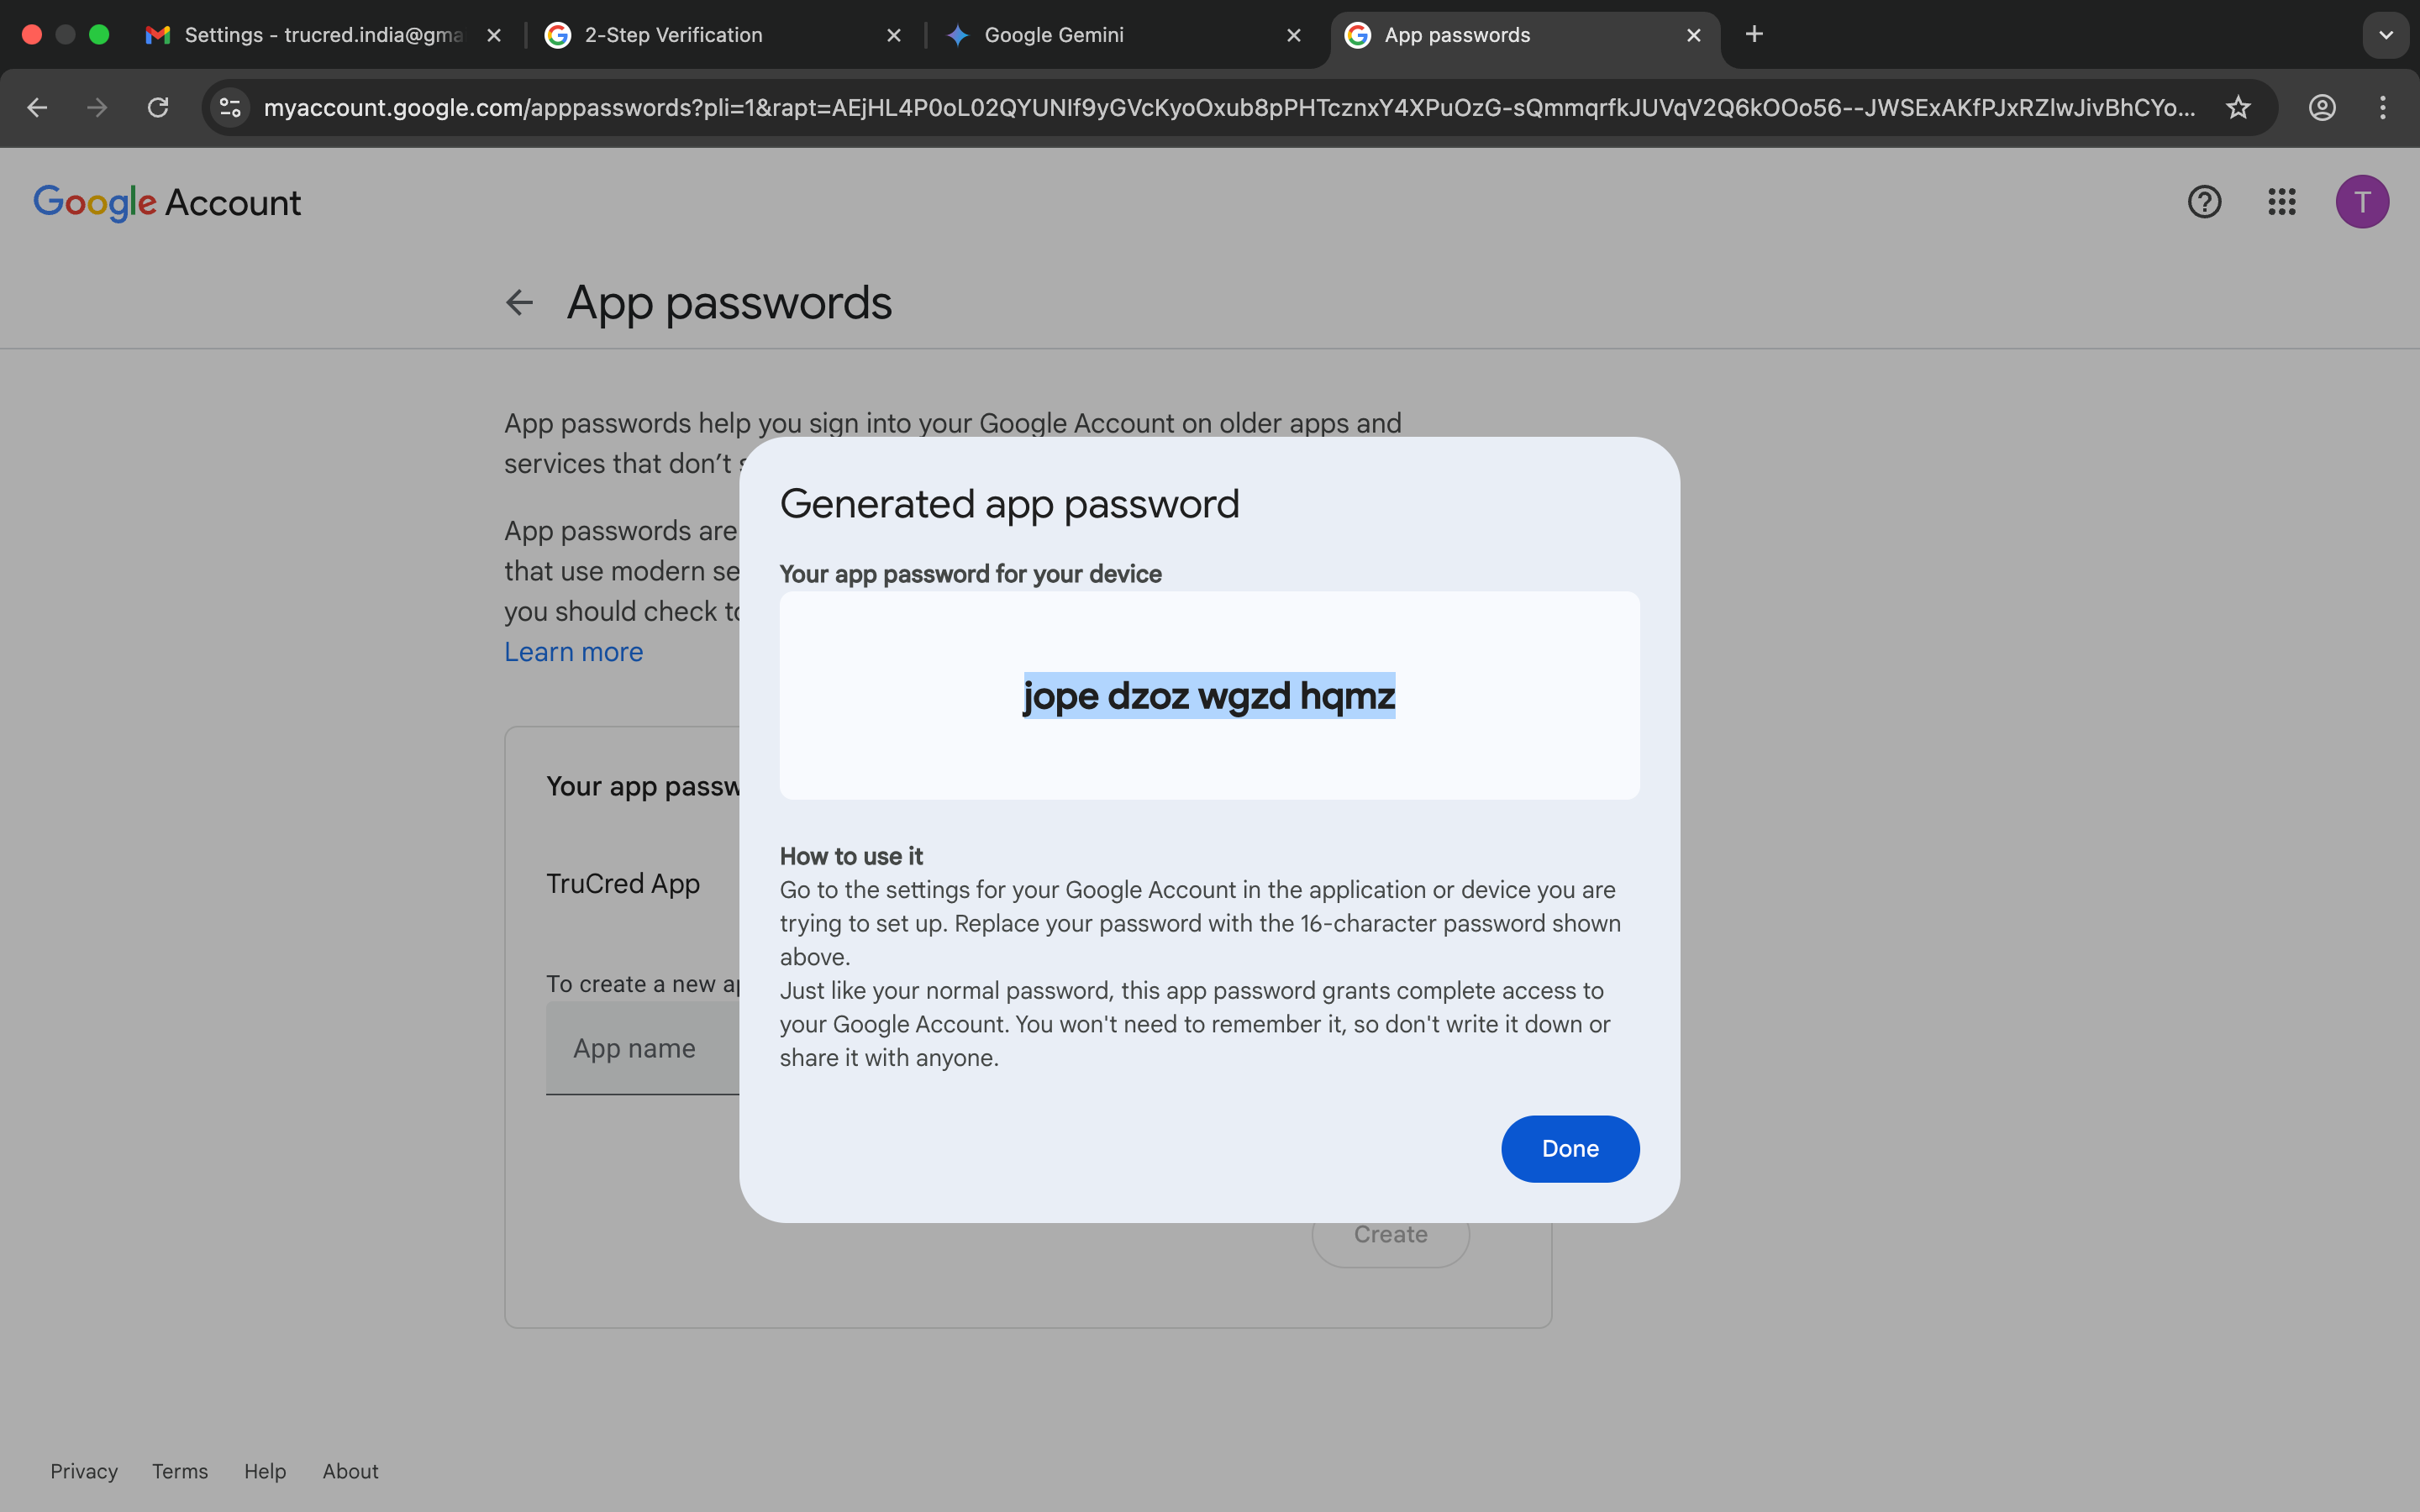 Settings - trucred.india@gma
2-Step Verification
Google Gemini
App passwords
myaccount.google.com/apppasswords?pli=1&rapt=AEjHL4P0oL02QYUNIf9yGVcKyoOxub8pPHTcznxY4XPuOzG-sQmmqrfkJUVqV2Q6kOOo56--JWSExAKfPJxRZlwJivBhCYo...
Google Account
T
App passwords
App passwords help you sign into your Google Account on older apps and
services that don’t s
App passwords are
that use modern se
you should check to
Learn more
Your app passw
TruCred App
To create a new ap
App name
Create
Generated app password
Your app password for your device
jope dzoz wgzd hqmz
How to use it
Go to the settings for your Google Account in the application or device you are
trying to set up. Replace your password with the 16-character password shown
above.
Just like your normal password, this app password grants complete access to
your Google Account. You won't need to remember it, so don't write it down or
share it with anyone.
Done
Privacy Terms Help About